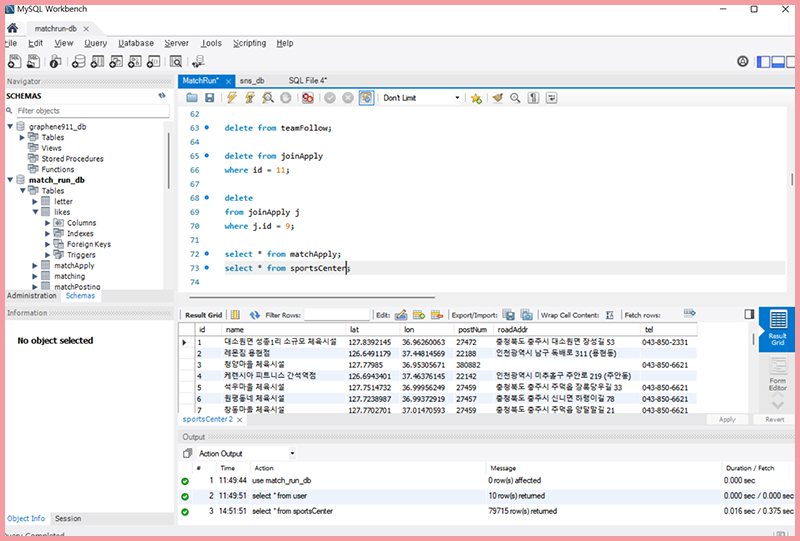 MySQL Workbench
matchrun-db
File Edit View Query Database Server Tools Scripting Help
Navigator
SCHEMAS
Filter objects
graphene911_db
Tables
Views
Stored Procedures
Functions
match_run_db
Tables
letter
likes
Columns
Indexes
Foreign Keys
Triggers
matchApply
matching
matchPosting
Administration Schemas
Information
No object selected
Object Info Session
Query Completed
MatchRun* sns_db SQL File 4*
Don't Limit
62
63 delete from teamFollow;
64
65 delete from joinApply
66 where id = 11;
67
68 delete
69 from joinApply j
70 where j.id = 9;
71
72 select * from matchApply;
73 select * from sportsCenter;
74
Result Grid Filter Rows: Edit: Export/Import: Wrap Cell Content: Fetch rows:
id name lat lon postNum roadAddr tel
1 대소원면 성종1리 소규모 체육시설 127.8392145 36.96260063 27472 충청북도 충주시 대소원면 장성길 53 043-850-2331
2 레온짐 용현점 126.6491179 37.44814569 22188 인천광역시 남구 독배로 311 (용현동)
3 청양마을 체육시설 127.77985 36.95305671 380882 043-850-6621
4 케렌시아 피트니스 간석역점 126.6943401 37.46376145 22142 인천광역시 미추홀구 주안로 219 (주안동)
5 석우마을 체육시설 127.7514732 36.99956249 27459 충청북도 충주시 주덕읍 장록당우길 33 043-850-6621
6 원평동네 체육시설 127.7238987 36.99372919 27457 충청북도 충주시 신니면 하평이길 78 043-850-6621
7 창동마을 체육시설 127.7702701 37.01470593 27459 충청북도 충주시 주덕읍 양달말길 21 043-850-6621
Result Grid
Form Editor
sportsCenter 2 Apply Revert
Output
Action Output
# Time Action Message Duration / Fetch
1 11:49:44 use match_run_db 0 row(s) affected 0.000 sec
2 11:49:51 select * from user 10 row(s) returned 0.000 sec / 0.000 sec
3 14:51:51 select * from sportsCenter 79715 row(s) returned 0.016 sec / 0.375 sec